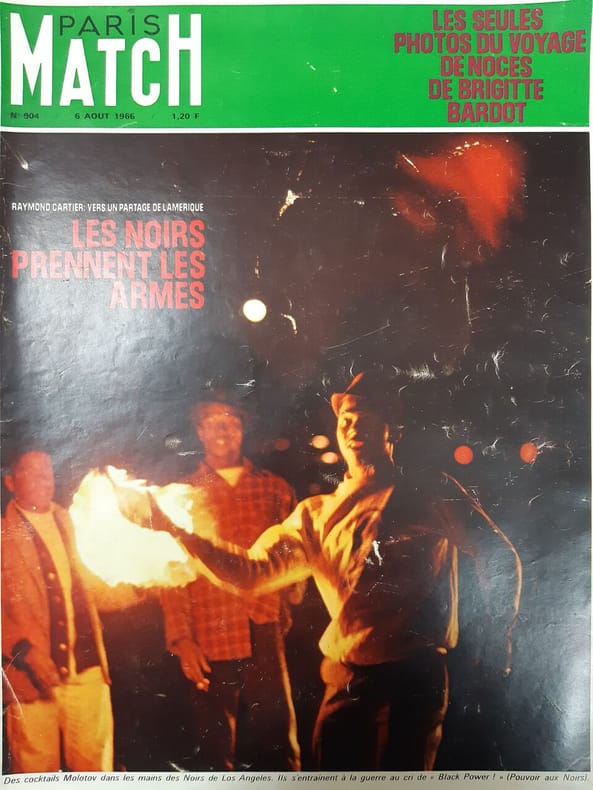 PARIS
MATCH
N° 904 / 6 AOUT 1966 / 1,20 F
LES SEULES
PHOTOS DU VOYAGE
DE NOCES
DE BRIGITTE
BARDOT
RAYMOND CARTIER: VERS UN PARTAGE DE L'AMERIQUE
LES NOIRS
PRENNENT LES
ARMES
Des cocktails Molotov dans les mains des Noirs de Los Angeles. Ils s'entraînent à la guerre au cri de « Black Power ! » (Pouvoir aux Noirs).